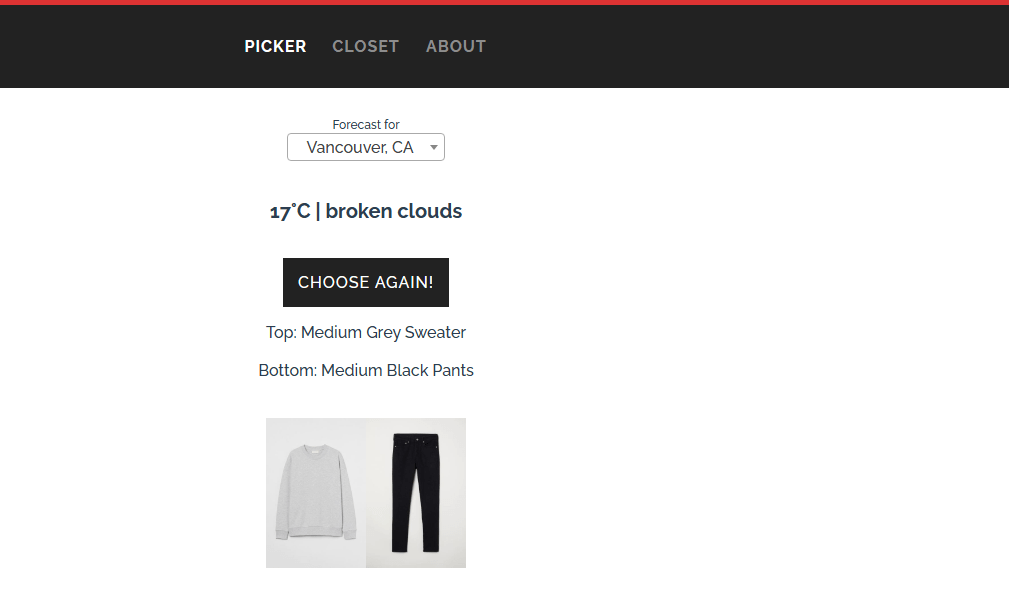 PICKER CLOSET ABOUT
Forecast for
Vancouver, CA
17°C | broken clouds
CHOOSE AGAIN!
Top: Medium Grey Sweater
Bottom: Medium Black Pants